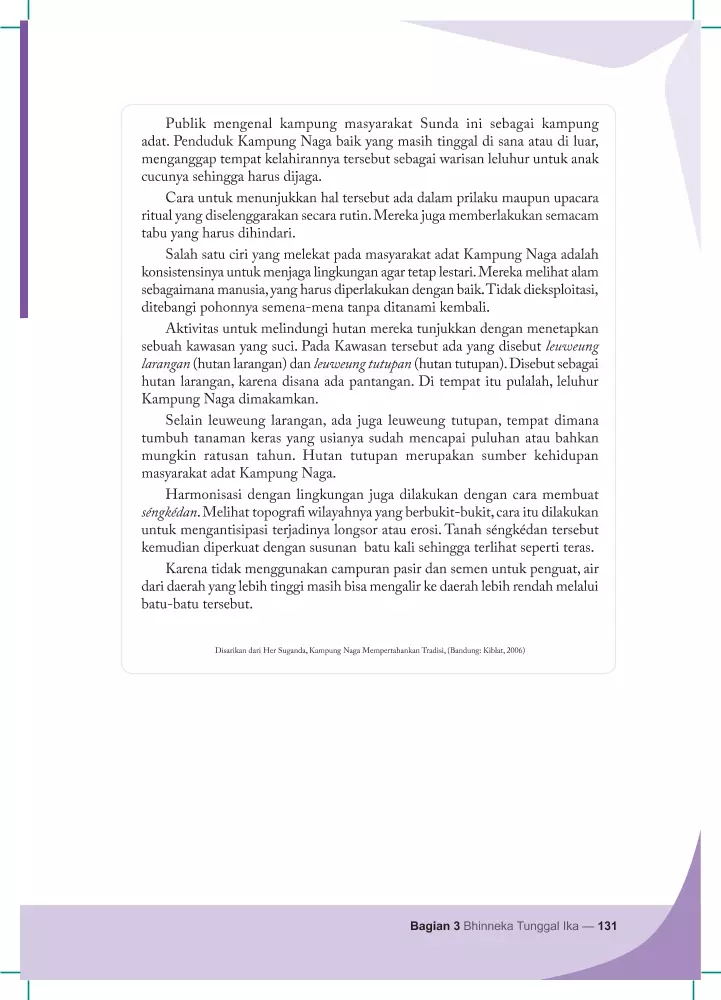 Publik mengenal kampung masyarakat Sunda ini sebagai kampung
adat. Penduduk Kampung Naga baik yang masih tinggal di sana atau di luar,
menganggap tempat kelahirannya tersebut sebagai warisan leluhur untuk anak
cucunya sehingga harus dijaga.
Cara untuk menunjukkan hal tersebut ada dalam prilaku maupun upacara
ritual yang diselenggarakan secara rutin. Mereka juga memberlakukan semacam
tabu yang harus dihindari.
Salah satu ciri yang melekat pada masyarakat adat Kampung Naga adalah
konsistensinya untuk menjaga lingkungan agar tetap lestari. Mereka melihat alam
sebagaimana manusia, yang harus diperlakukan dengan baik. Tidak dieksploitasi,
ditebangi pohonnya semena-mena tanpa ditanami kembali.
Aktivitas untuk melindungi hutan mereka tunjukkan dengan menetapkan
sebuah kawasan yang suci. Pada Kawasan tersebut ada yang disebut leuweung
larangan (hutan larangan) dan leuweung tutupan (hutan tutupan). Disebut sebagai
hutan larangan, karena disana ada pantangan. Di tempat itu pulalah, leluhur
Kampung Naga dimakamkan.
Selain leuweung larangan, ada juga leuweung tutupan, tempat dimana
tumbuh tanaman keras yang usianya sudah mencapai puluhan atau bahkan
mungkin ratusan tahun. Hutan tutupan merupakan sumber kehidupan
masyarakat adat Kampung Naga.
Harmonisasi dengan lingkungan juga dilakukan dengan cara membuat
séngkédan. Melihat topografi wilayahnya yang berbukit-bukit, cara itu dilakukan
untuk mengantisipasi terjadinya longsor atau erosi. Tanah séngkédan tersebut
kemudian diperkuat dengan susunan batu kali sehingga terlihat seperti teras.
Karena tidak menggunakan campuran pasir dan semen untuk penguat, air
dari daerah yang lebih tinggi masih bisa mengalir ke daerah lebih rendah melalui
batu-batu tersebut.
Disarikan dari Her Suganda, Kampung Naga Mempertahankan Tradisi, (Bandung: Kiblat, 2006)
Bagian 3 Bhinneka Tunggal Ika — 131